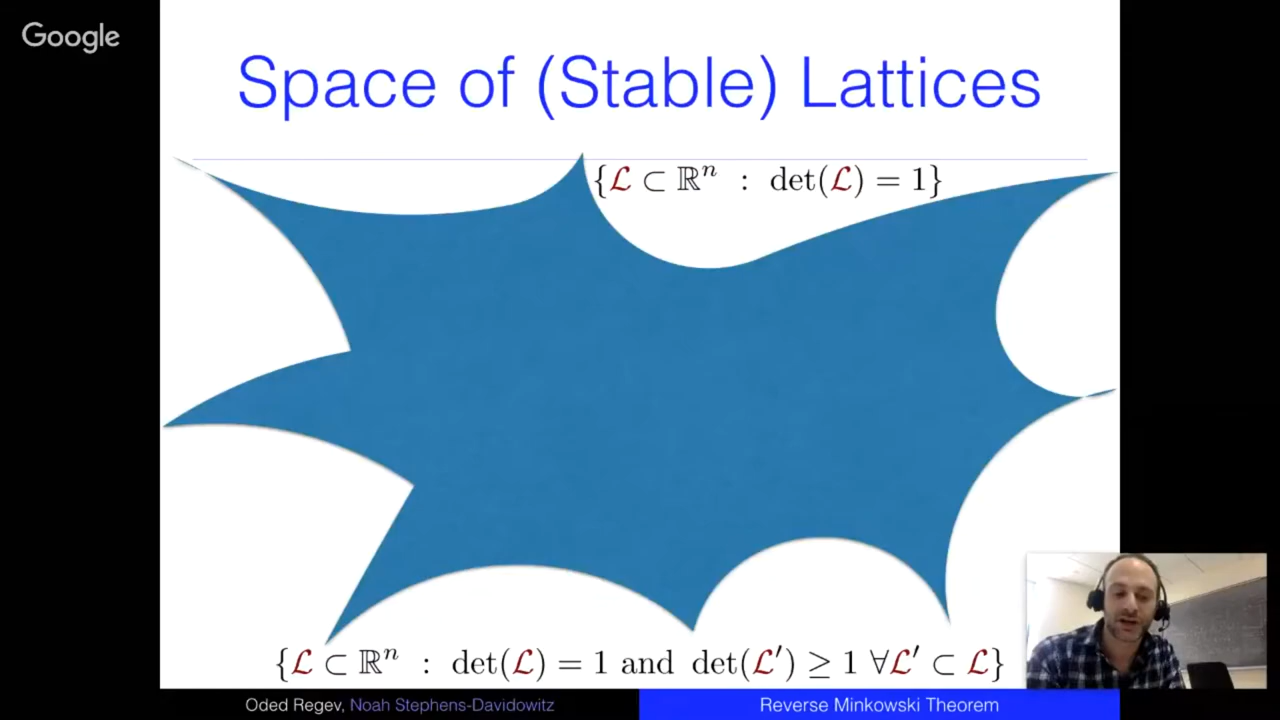 Google
Space of (Stable) Lattices
{ℒ ⊂ ℝⁿ : det(ℒ) = 1}
{ℒ ⊂ ℝⁿ : det(ℒ) = 1 and det(ℒ′) ≥ 1 ∀ℒ′ ⊂ ℒ}
Oded Regev, Noah Stephens-Davidowitz
Reverse Minkowski Theorem